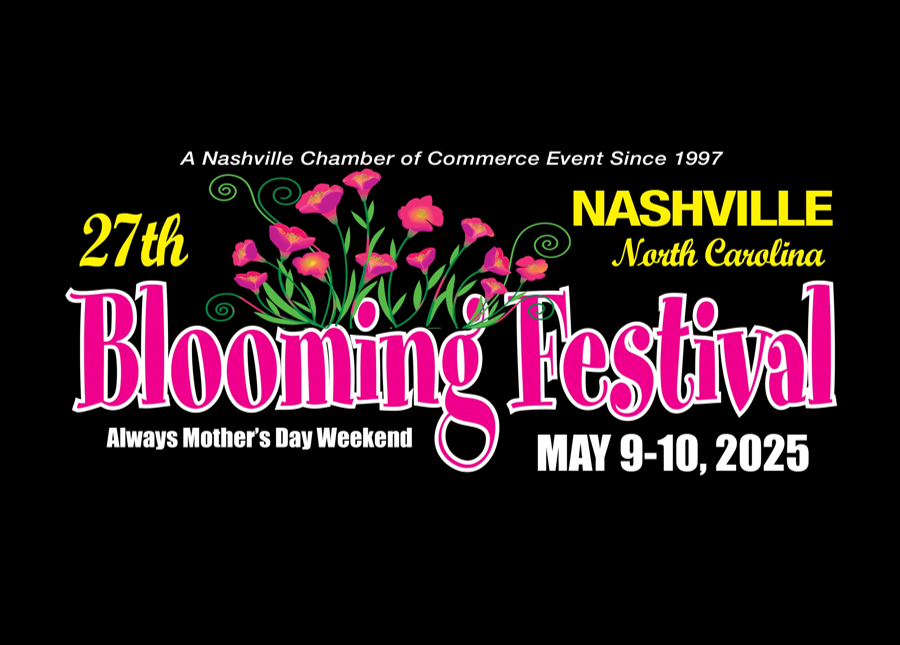 A Nashville Chamber of Commerce Event Since 1997
27th
NASHVILLE
North Carolina
Blooming Festival
Always Mother's Day Weekend
MAY 9-10, 2025